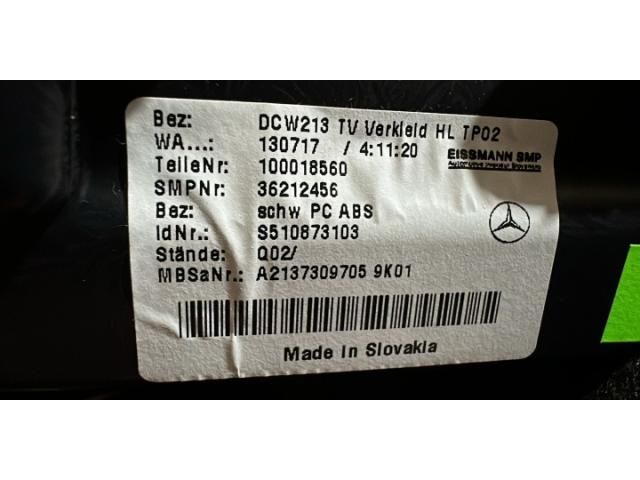 Bez: DCW213 TV Verkleid HL TP02
WA...: 130717 / 4:11:20
TeileNr: 100018560
EISSMANN SMP
SMPNr: 36212456
Bez: schw PC ABS
IdNr.: S510873103
Stände: Q02/
MBSaNr.: A2137309705 9K01
Made in Slovakia